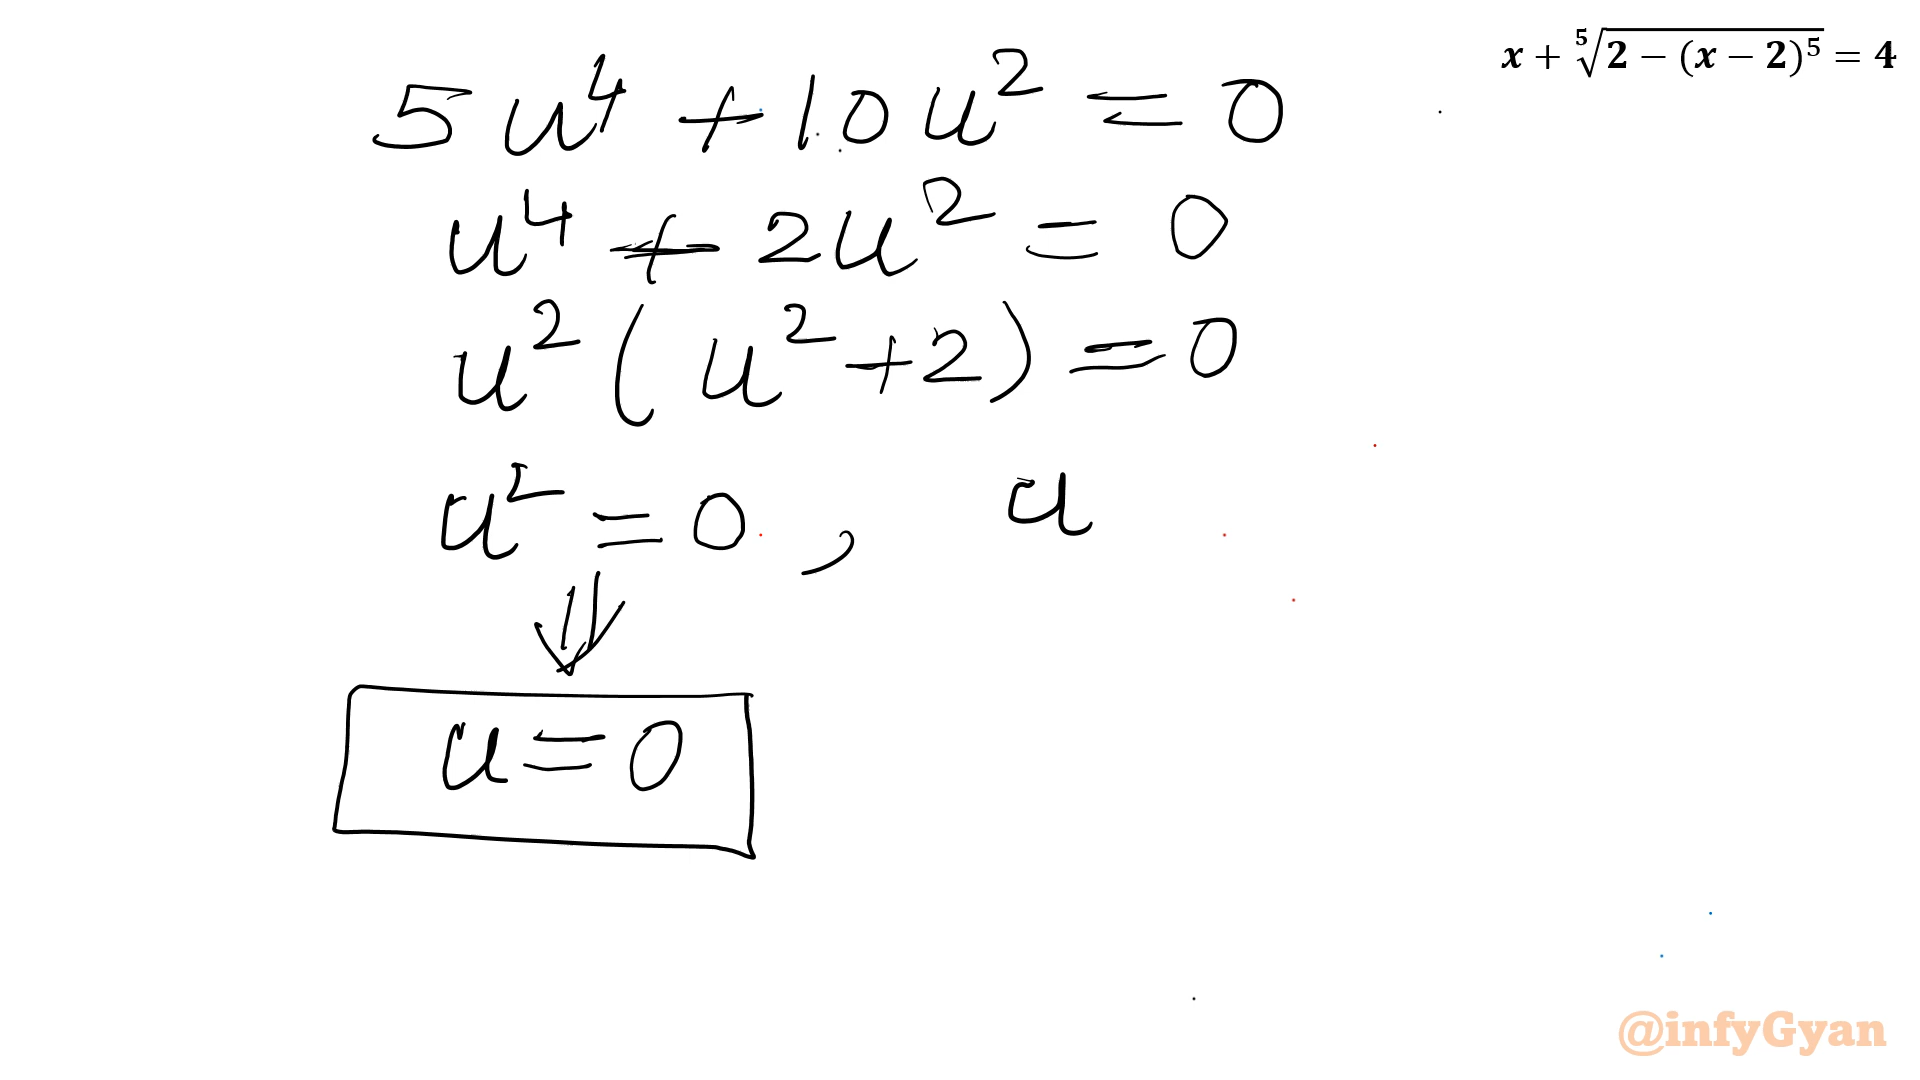 x + ⁵√(2 − (x − 2)⁵) = 4
5u⁴ + 10u² = 0
u⁴ + 2u² = 0
u² (u² + 2) = 0
u² = 0 , u
⇓
u = 0
@infyGyan